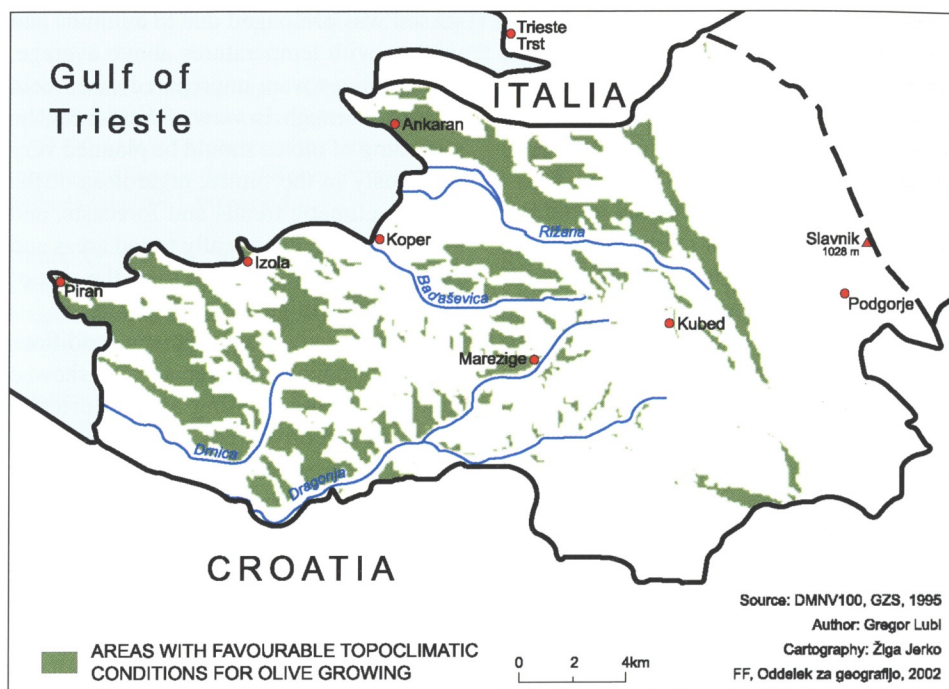 Gulf of
Trieste
Trieste
Trst
ITALIA
Ankaran
Koper
Rižana
Izola
Piran
Badaševica
Slavnik
1028 m
Podgorje
Kubed
Marezige
Drnica
Dragonja
CROATIA
AREAS WITH FAVOURABLE TOPOCLIMATIC
CONDITIONS FOR OLIVE GROWING
0 2 4km
Source: DMNV100, GZS, 1995
Author: Gregor Lubl
Cartography: Žiga Jerko
FF, Oddelek za geografijo, 2002